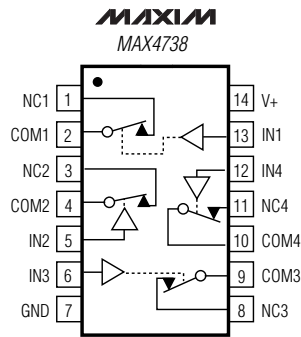 MAXIM
MAX4738
NC1 1
COM1 2
NC2 3
COM2 4
IN2 5
IN3 6
GND 7
14 V+
13 IN1
12 IN4
11 NC4
10 COM4
9 COM3
8 NC3